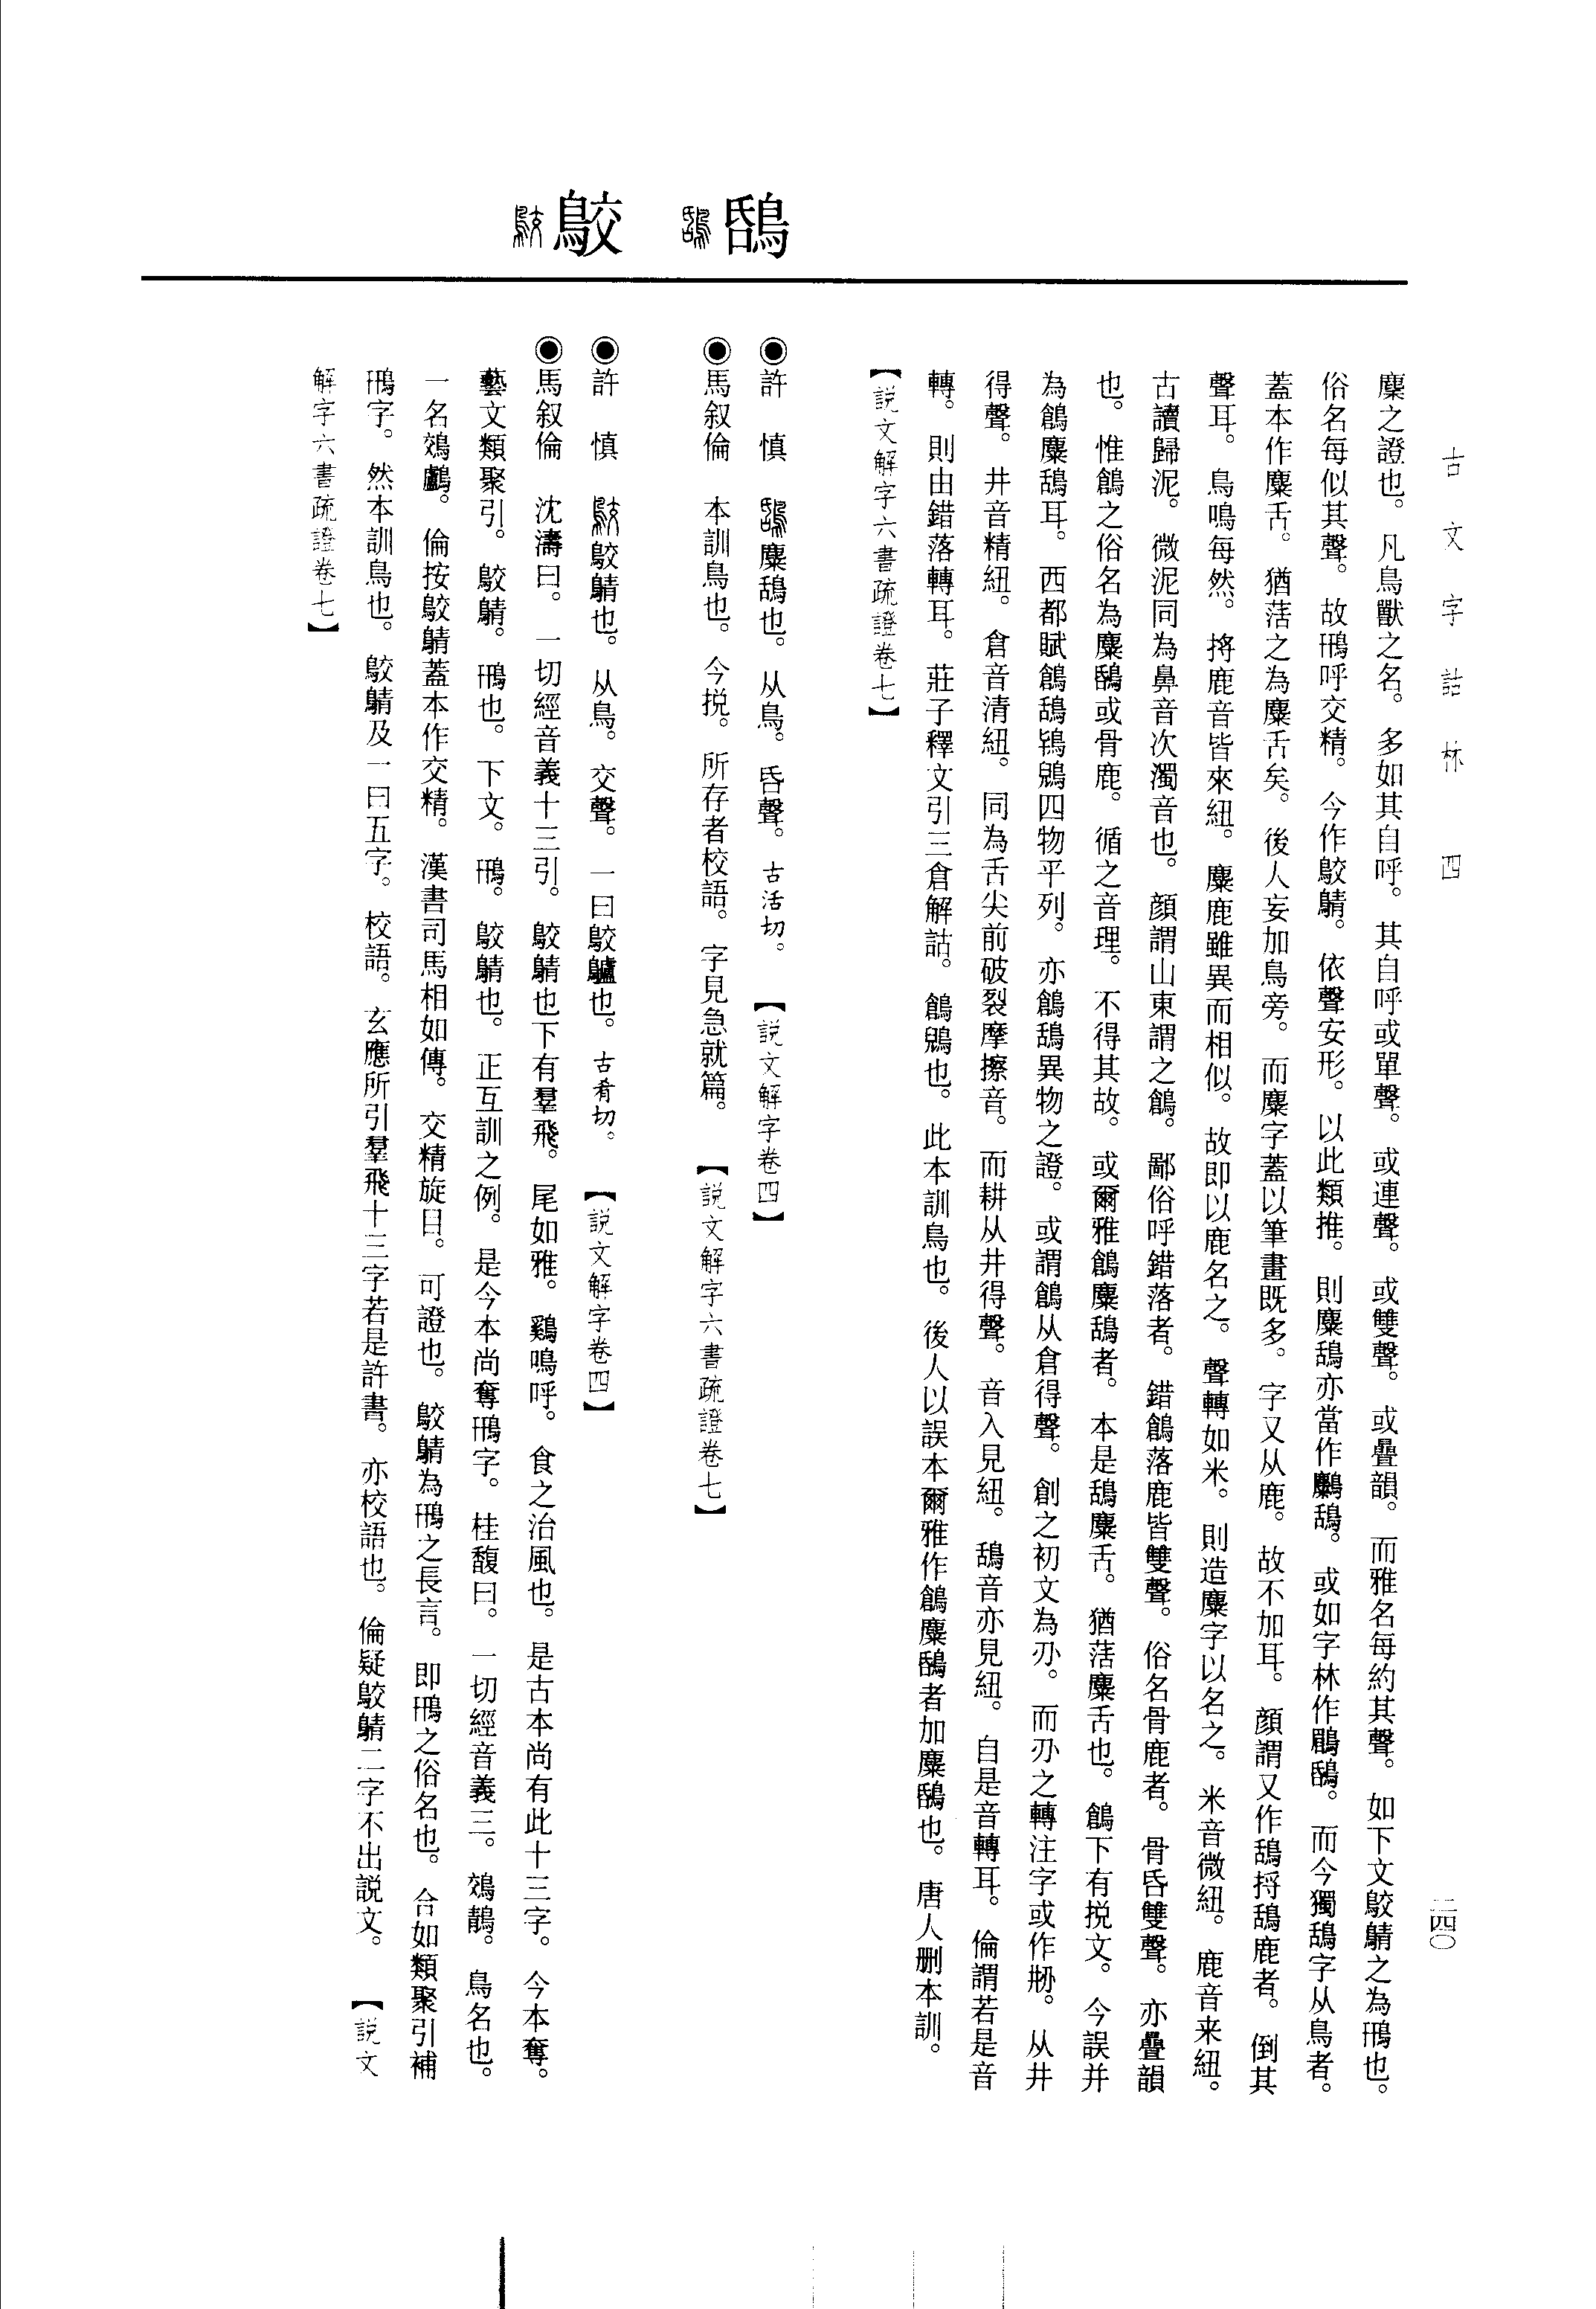 古文字詁林　四
二四〇
麋之證也。凡鳥獸之名。多如其自呼。其自呼或單聲。或連聲。或雙聲。或疊韻。而雅名每約其聲。如下文鵁鶄之為鳽也。
俗名每似其聲。故鳽呼交精。今作鵁鶄。依聲安形。以此類推。則麋鴰亦當作鸍鴰。或如字林作鶥鴰。而今獨鴰字从鳥者。
蓋本作麋舌。猶萿之為麋舌矣。後人妄加鳥旁。而麋字蓋以筆畫既多。字又从鹿。故不加耳。顏謂又作鴰捋鴰鹿者。倒其
聲耳。鳥鳴每然。捋鹿音皆來紐。麋鹿雖異而相似。故即以鹿名之。聲轉如米。則造麋字以名之。米音微紐。鹿音来紐。
古讀歸泥。微泥同為鼻音次濁音也。顏謂山東謂之鶬。鄙俗呼錯落者。錯鶬落鹿皆雙聲。俗名骨鹿者。骨昏雙聲。亦疊韻
也。惟鶬之俗名為麋鴰或骨鹿。循之音理。不得其故。或爾雅鶬麋鴰者。本是鴰麋舌。猶萿麋舌也。鶬下有挩文。今誤并
為鶬麋鴰耳。西都賦鶬鴰鴇鶂四物平列。亦鶬鴰異物之證。或謂鶬从倉得聲。創之初文為刅。而刅之轉注字或作刱。从井
得聲。井音精紐。倉音清紐。同為舌尖前破裂摩擦音。而耕从井得聲。音入見紐。鴰音亦見紐。自是音轉耳。倫謂若是音
轉。則由錯落轉耳。莊子釋文引三倉解詁。鶬鶂也。此本訓鳥也。後人以誤本爾雅作鶬麋鴰者加麋鴰也。唐人刪本訓。
【説文解字六書疏證卷七】
鴰
◉許　慎　麋鴰也。从鳥。昏聲。古活切。【説文解字卷四】
◉馬叙倫　本訓鳥也。今挩。所存者校語。字見急就篇。【説文解字六書疏證卷七】
鵁
◉許　慎　鵁鶄也。从鳥。交聲。一曰鵁鸕也。古肴切。【説文解字卷四】
◉馬叙倫　沈濤曰。一切經音義十三引。鵁鶄也下有羣飛。尾如雅。鷄鳴呼。食之治風也。是古本尚有此十三字。今本奪。
藝文類聚引。鵁鶄。鳽也。下文。鳽。鵁鶄也。正互訓之例。是今本尚奪鳽字。桂馥曰。一切經音義三。鵁鶄。鳥名也。
一名鵁鸕。倫按鵁鶄蓋本作交精。漢書司馬相如傳。交精旋目。可證也。鵁鶄為鳽之長言。即鳽之俗名也。合如類聚引補
鳽字。然本訓鳥也。鵁鶄及一曰五字。校語。玄應所引羣飛十三字若是許書。亦校語也。倫疑鵁鶄二字不出説文。【説文
解字六書疏證卷七】